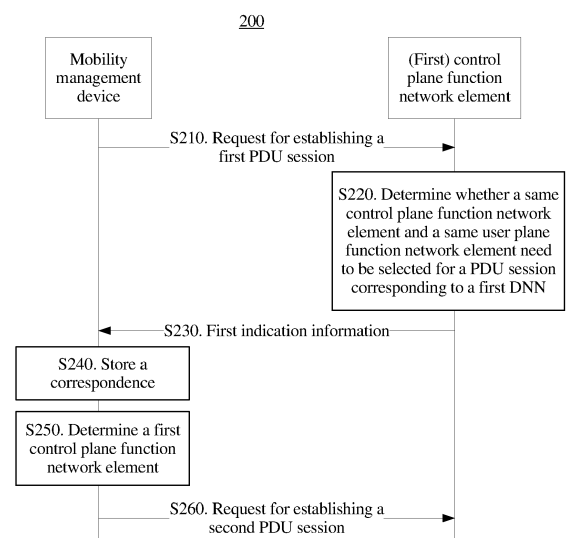 200
Mobility
management
device
(First) control
plane function
network element
S210. Request for establishing a
first PDU session
S220. Determine whether a same
control plane function network
element and a same user plane
function network element need
to be selected for a PDU session
corresponding to a first DNN
S230. First indication information
S240. Store a
correspondence
S250. Determine a first
control plane function
network element
S260. Request for establishing a
second PDU session